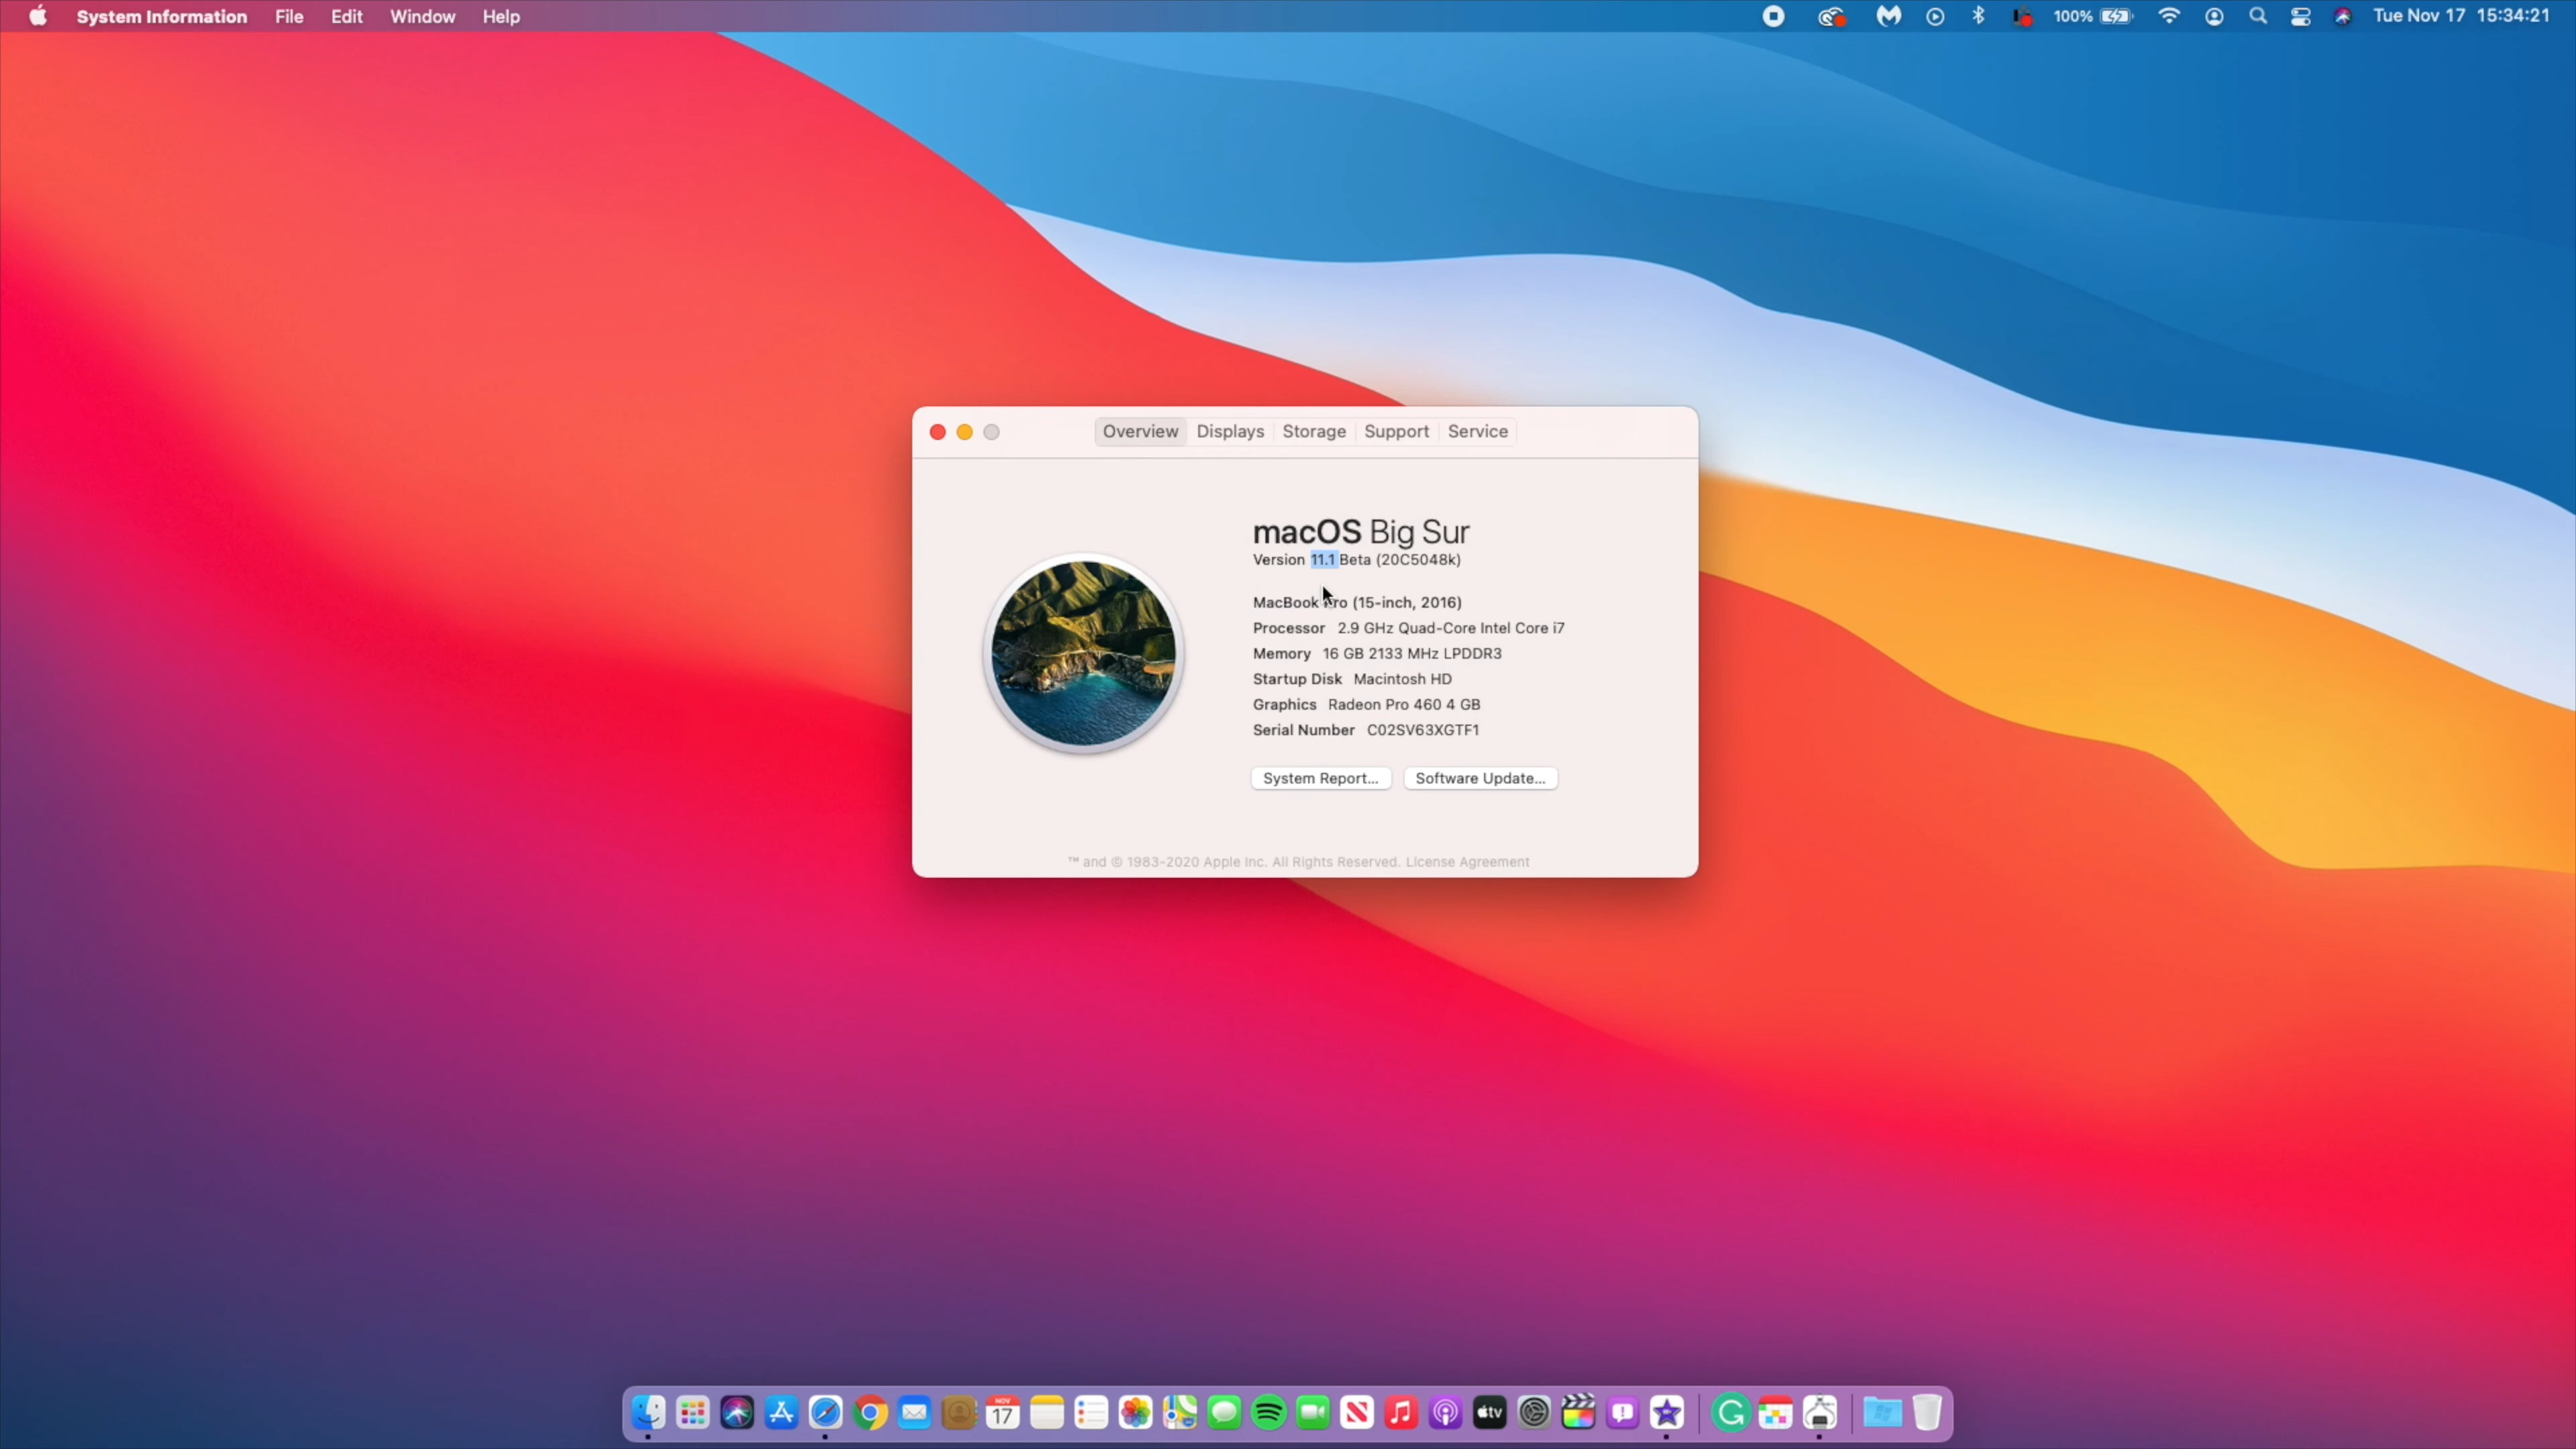 System Information File Edit Window Help 100% Tue Nov 17 15:34:21
Overview Displays Storage Support Service
macOS Big Sur
Version 11.1 Beta (20C5048k)
MacBook Pro (15-inch, 2016)
Processor 2.9 GHz Quad-Core Intel Core i7
Memory 16 GB 2133 MHz LPDDR3
Startup Disk Macintosh HD
Graphics Radeon Pro 460 4 GB
Serial Number C02SV63XGTF1
System Report... Software Update...
™ and © 1983-2020 Apple Inc. All Rights Reserved. License Agreement
NOV
17
tv